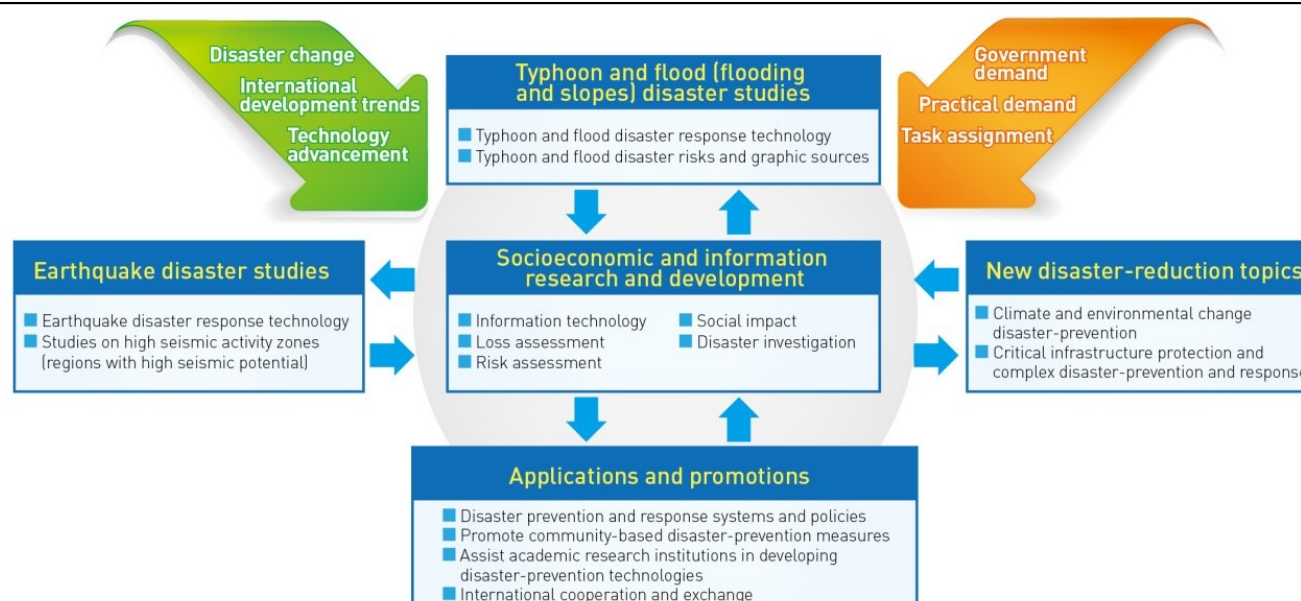 Disaster change
International
development trends
Technology
advancement
Government
demand
Practical demand
Task assignment
Typhoon and flood (flooding
and slopes) disaster studies
Typhoon and flood disaster response technology
Typhoon and flood disaster risks and graphic sources
Earthquake disaster studies
Earthquake disaster response technology
Studies on high seismic activity zones
(regions with high seismic potential)
Socioeconomic and information
research and development
Information technology
Loss assessment
Risk assessment
Social impact
Disaster investigation
New disaster-reduction topics
Climate and environmental change
disaster-prevention
Critical infrastructure protection and
complex disaster-prevention and response
Applications and promotions
Disaster prevention and response systems and policies
Promote community-based disaster-prevention measures
Assist academic research institutions in developing
disaster-prevention technologies
International cooperation and exchange